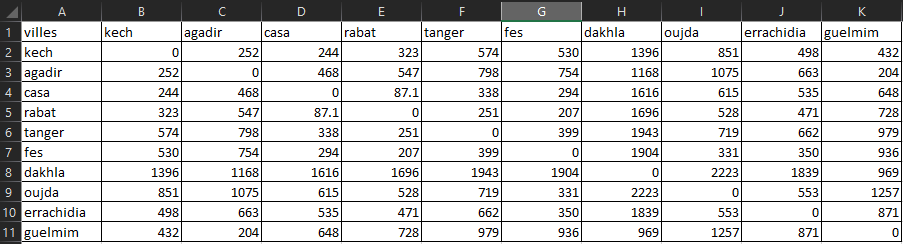 A B C D E F G H I J K
1 villes kech agadir casa rabat tanger fes dakhla oujda errachidia guelmim
2 kech 0 252 244 323 574 530 1396 851 498 432
3 agadir 252 0 468 547 798 754 1168 1075 663 204
4 casa 244 468 0 87.1 338 294 1616 615 535 648
5 rabat 323 547 87.1 0 251 207 1696 528 471 728
6 tanger 574 798 338 251 0 399 1943 719 662 979
7 fes 530 754 294 207 399 0 1904 331 350 936
8 dakhla 1396 1168 1616 1696 1943 1904 0 2223 1839 969
9 oujda 851 1075 615 528 719 331 2223 0 553 1257
10 errachidia 498 663 535 471 662 350 1839 553 0 871
11 guelmim 432 204 648 728 979 936 969 1257 871 0